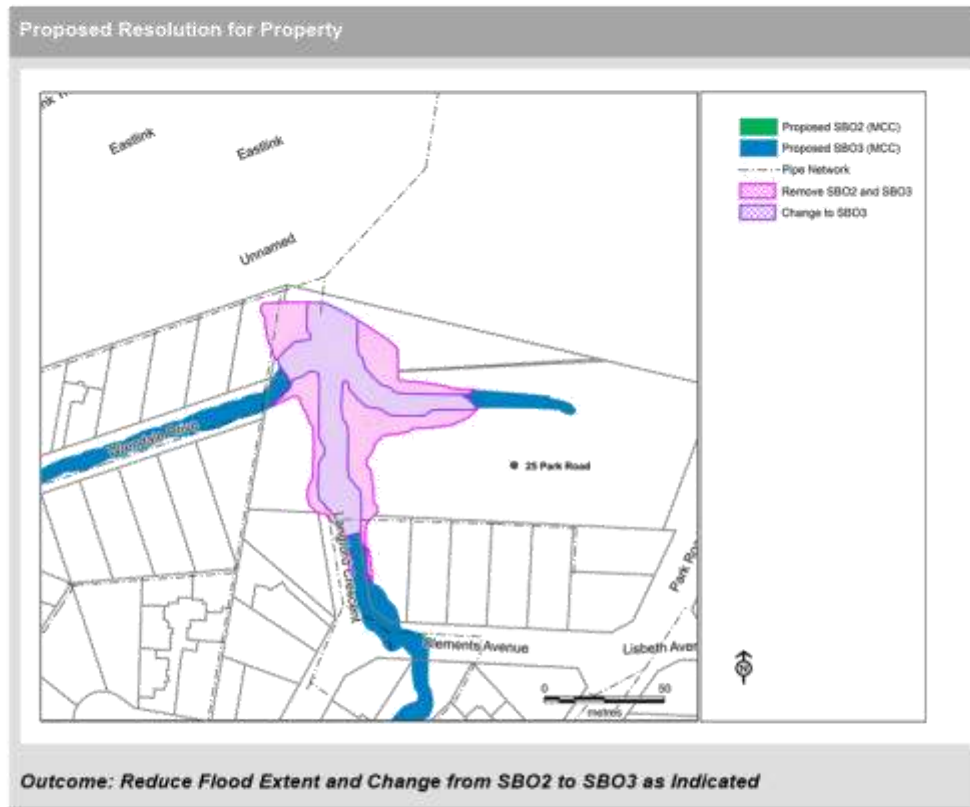 Proposed Resolution for Property
Eastlink
Eastlink
Unnamed
Proposed SBO2 (MCC)
Proposed SBO3 (MCC)
Pipe Network
Remove SBO2 and SBO3
Change to SBO3
Drive
25 Park Road
Crescent
Park
Clements Avenue
Lisbeth
N
0 50
metres
Outcome: Reduce Flood Extent and Change from SBO2 to SBO3 as Indicated